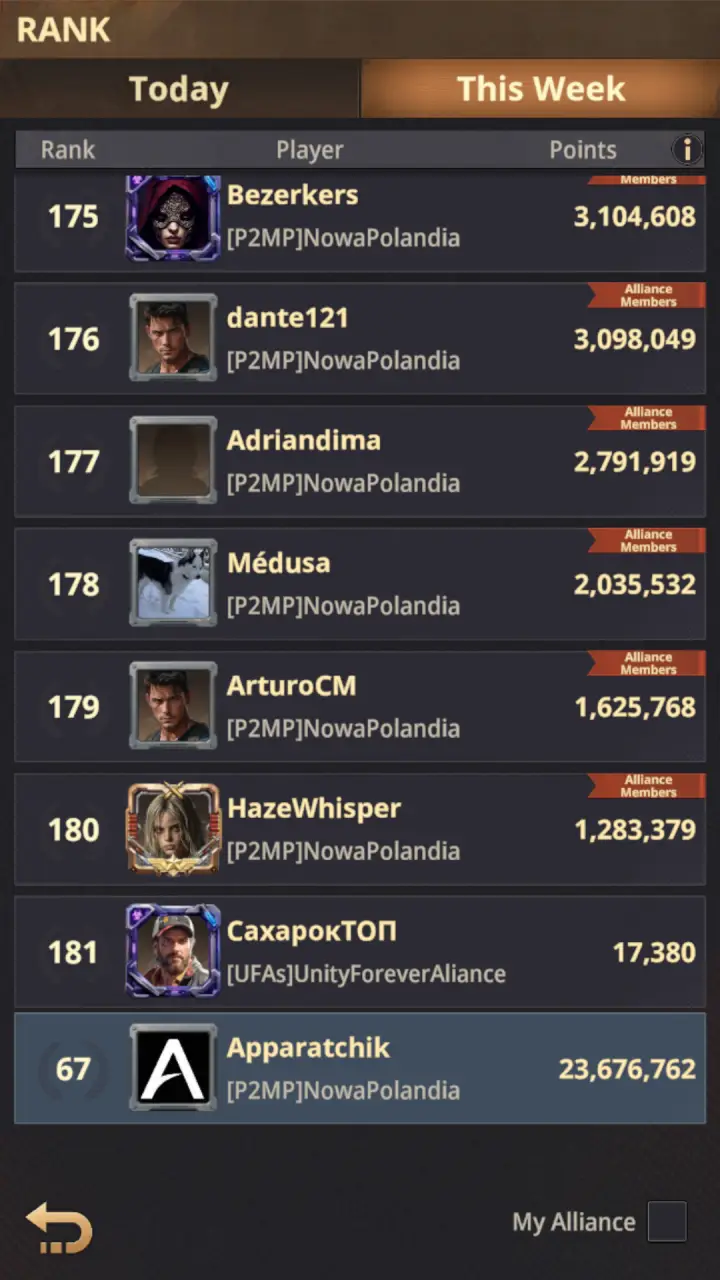 RANK
Today
This Week
Rank Player Points i
Members
175 Bezerkers 3,104,608
[P2MP]NowaPolandia
Alliance
Members
176 dante121 3,098,049
[P2MP]NowaPolandia
Alliance
Members
177 Adriandima 2,791,919
[P2MP]NowaPolandia
Alliance
Members
178 Médusa 2,035,532
[P2MP]NowaPolandia
Alliance
Members
179 ArturoCM 1,625,768
[P2MP]NowaPolandia
Alliance
Members
180 HazeWhisper 1,283,379
[P2MP]NowaPolandia
181 СахарокТОП 17,380
[UFAs]UnityForeverAliance
67 Apparatchik 23,676,762
[P2MP]NowaPolandia
My Alliance